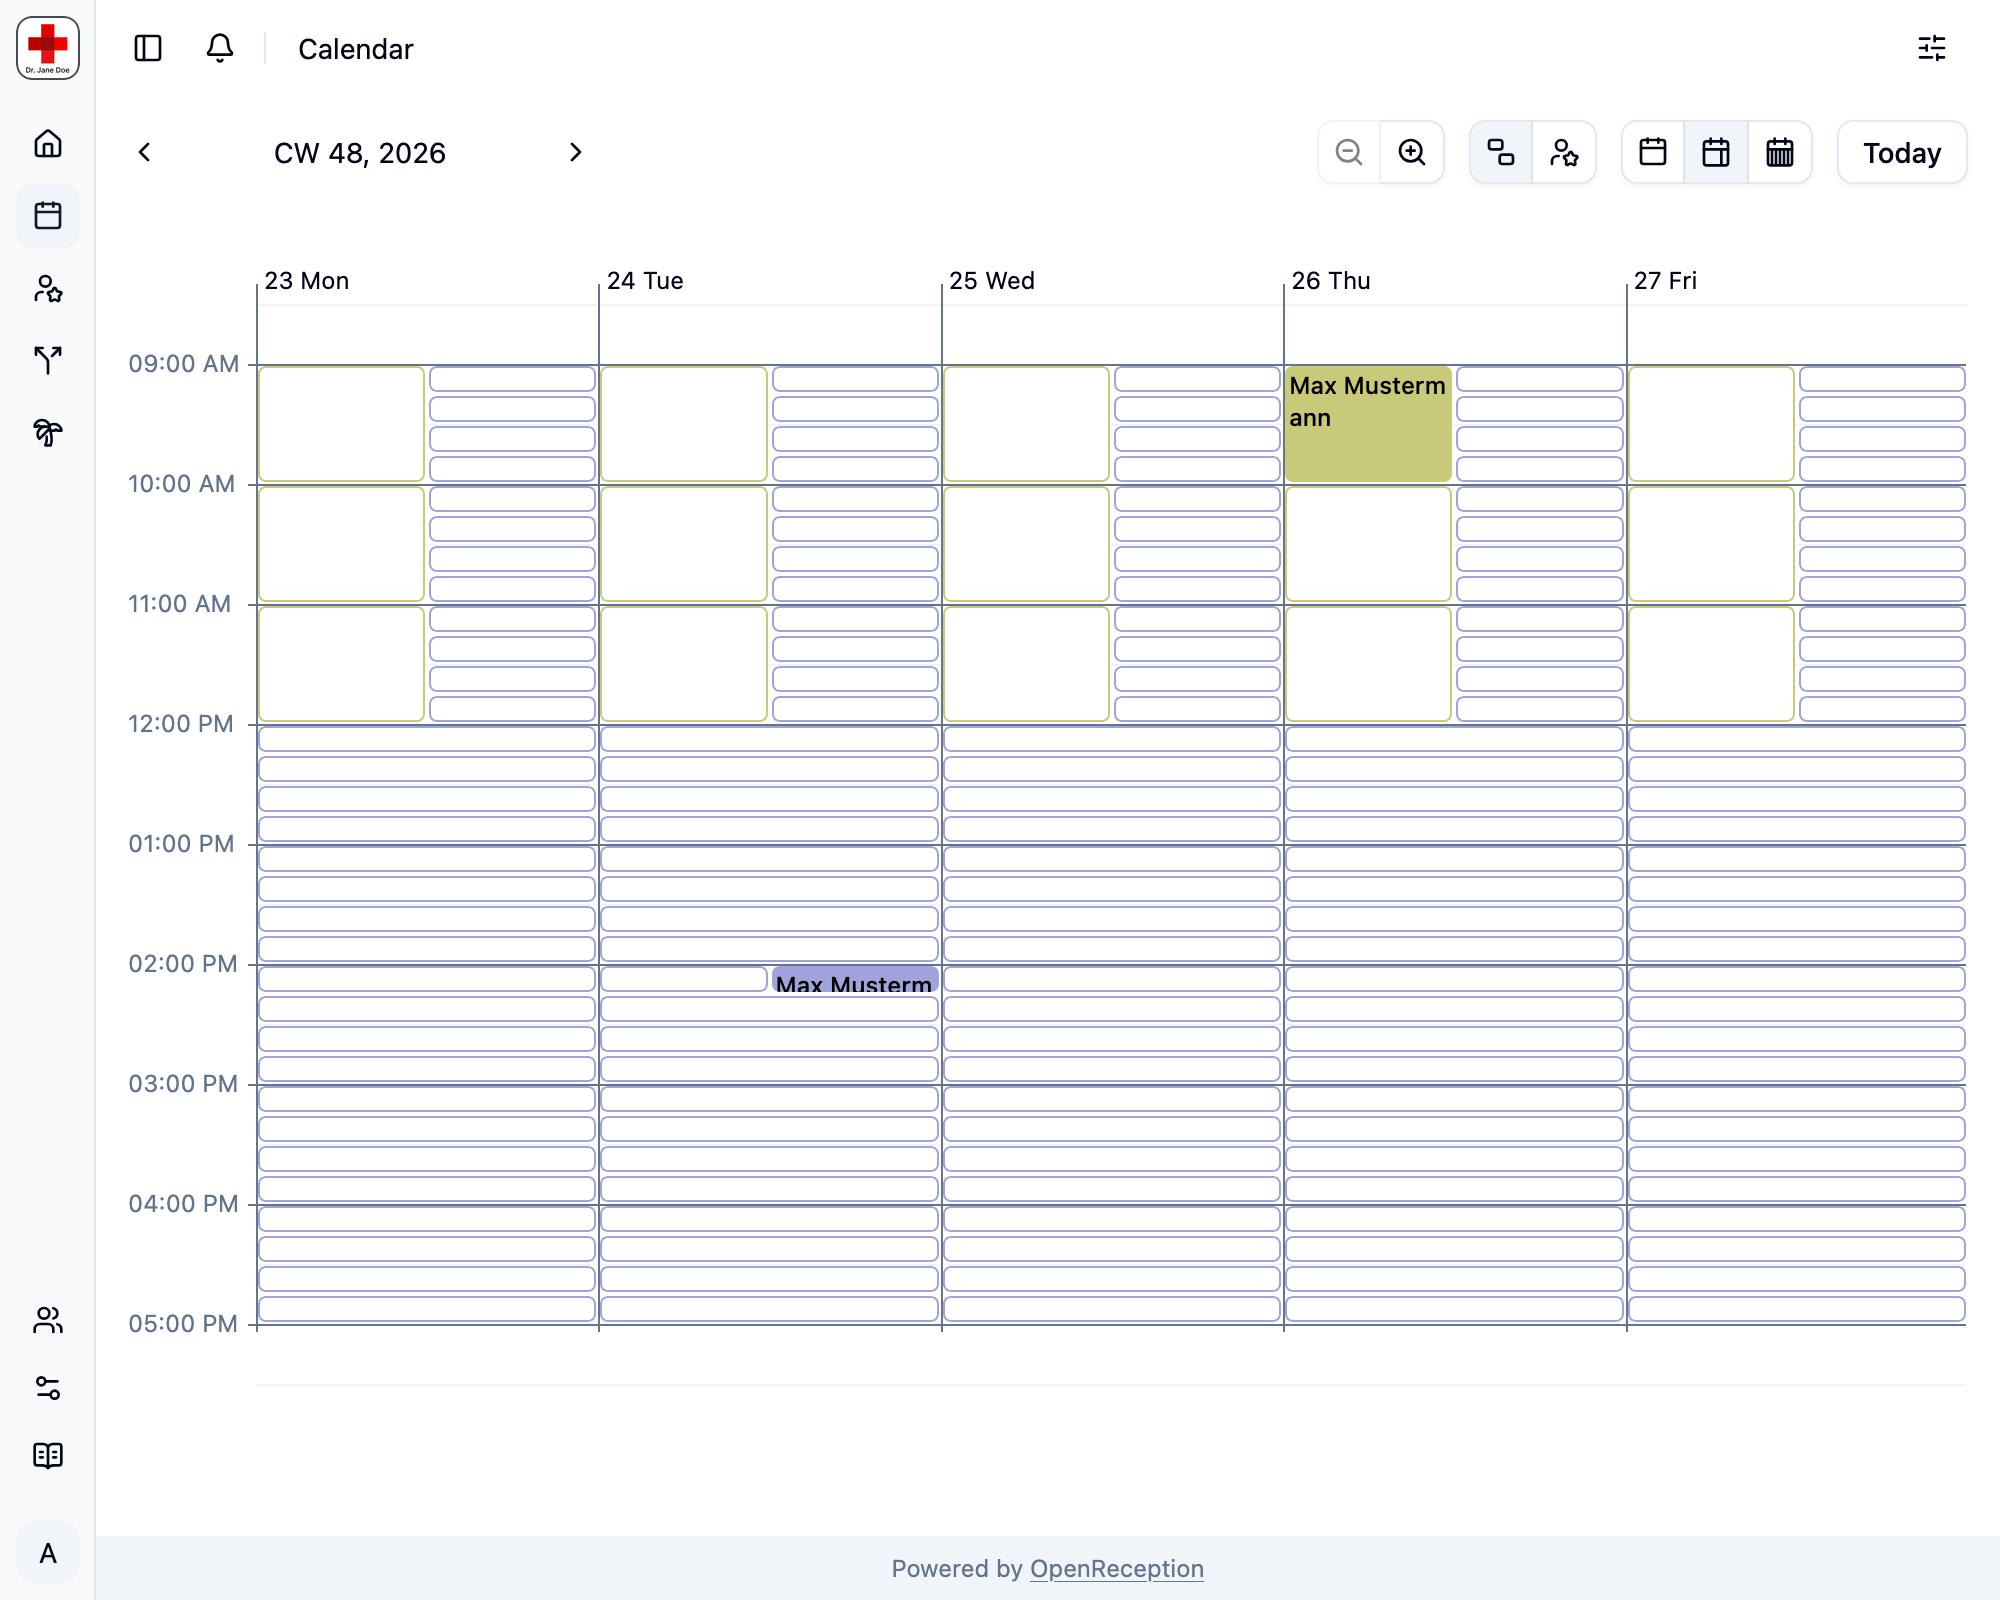 Dr. Jane Doe
Calendar
CW 48, 2026
Today
23 Mon
24 Tue
25 Wed
26 Thu
27 Fri
09:00 AM
Max Musterm
ann
10:00 AM
11:00 AM
12:00 PM
01:00 PM
02:00 PM
Max Musterm
03:00 PM
04:00 PM
05:00 PM
A
Powered by OpenReception